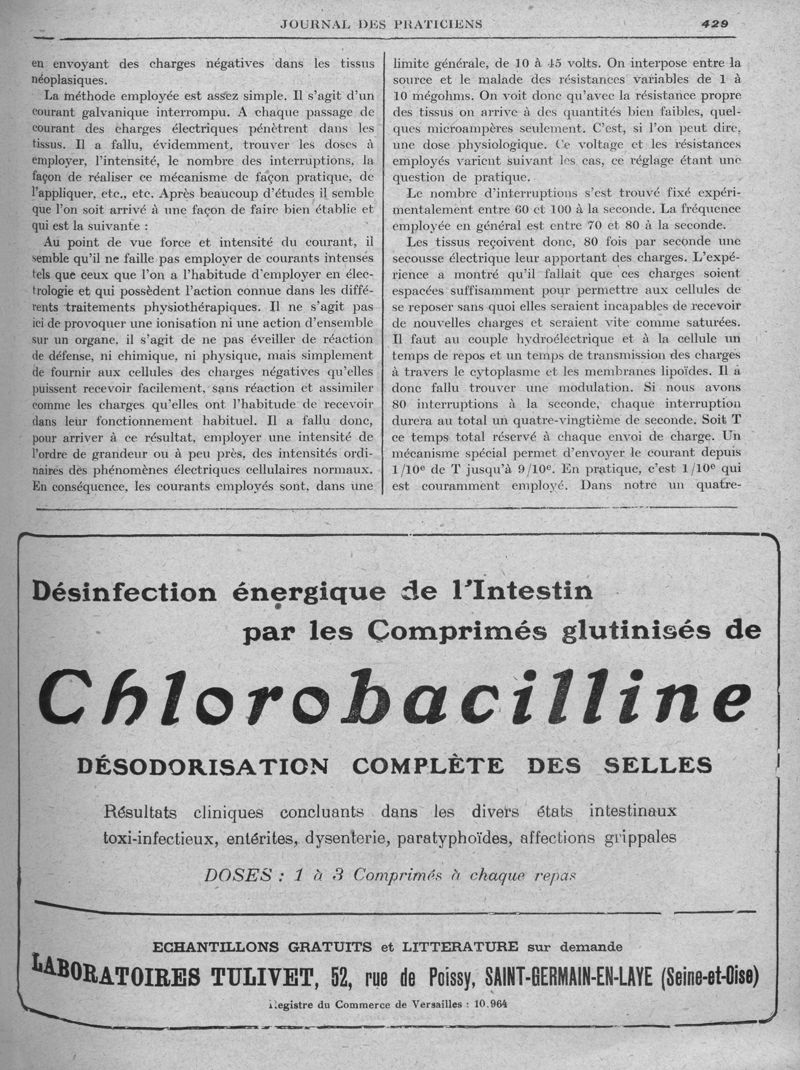 JOURNAL DES PRATICIENS 429
en envoyant des charges négatives dans les tissus
néoplasiques.
La méthode employée est assez simple. Il s'agit d'un
courant galvanique interrompu. A chaque passage de
courant des charges électriques pénètrent dans les
tissus. Il a fallu, évidemment, trouver les doses à
employer, l'intensité, le nombre des interruptions, la
façon de réaliser ce mécanisme de façon pratique, de
l'appliquer, etc., etc. Après beaucoup d'études il semble
que l'on soit arrivé à une façon de faire bien établie et
qui est la suivante :
Au point de vue force et intensité du courant, il
semble qu'il ne faille pas employer de courants intenses
tels que ceux que l'on a l'habitude d'employer en élec-
trologie et qui possèdent l'action connue dans les diffé-
rents traitements physiothérapiques. Il ne s'agit pas
ici de provoquer une ionisation ni une action d'ensemble
sur un organe, il s'agit de ne pas éveiller de réaction
de défense, ni chimique, ni physique, mais simplement
de fournir aux cellules des charges négatives qu'elles
puissent recevoir facilement, sans réaction et assimiler
comme les charges qu'elles ont l'habitude de recevoir
dans leur fonctionnement habituel. Il a fallu donc,
pour arriver à ce résultat, employer une intensité de
l'ordre de grandeur ou à peu près, des intensités ordi-
naires des phénomènes électriques cellulaires normaux.
En conséquence, les courants employés sont, dans une
limite générale, de 10 à 45 volts. On interpose entre la
source et le malade des résistances variables de 1 à
10 mégohms. On voit donc qu'avec la résistance propre
des tissus on arrive à des quantités bien faibles, quel-
ques microampères seulement. C'est, si l'on peut dire,
une dose physiologique. Ce voltage et les résistances
employés varient suivant les cas, ce réglage étant une
question de pratique.
Le nombre d'interruptions s'est trouvé fixé expéri-
mentalement entre 60 et 100 à la seconde. La fréquence
employée en général est entre 70 et 80 à la seconde.
Les tissus reçoivent donc, 80 fois par seconde une
secousse électrique leur apportant des charges. L'expé-
rience a montré qu'il fallait que ces charges soient
espacées suffisamment pour permettre aux cellules de
se reposer sans quoi elles seraient incapables de recevoir
de nouvelles charges et seraient vite comme saturées.
Il faut au couple hydroélectrique et à la cellule un
temps de repos et un temps de transmission des charges
à travers le cytoplasme et les membranes lipoïdes. Il a
donc fallu trouver une modulation. Si nous avons
80 interruptions à la seconde, chaque interruption
durera au total un quatre-vingtième de seconde. Soit T
ce temps total réservé à chaque envoi de charge. Un
mécanisme spécial permet d'envoyer le courant depuis
1/10e de T jusqu'à 9/10e. En pratique, c'est 1/10e qui
est couramment employé. Dans notre un quatre-
Désinfection énergique de l'Intestin
par les Comprimés glutinisés de
Chlorobacilline
DÉSODORISATION COMPLÈTE DES SELLES
Résultats cliniques concluants dans les divers états intestinaux
toxi-infectieux, entérites, dysenterie, paratyphoïdes, affections grippales
DOSES : 1 à 3 Comprimés à chaque repas
ECHANTILLONS GRATUITS et LITTERATURE sur demande
LABORATOIRES TULIVET, 52, rue de Poissy, SAINT-GERMAIN-EN-LAYE (Seine-et-Oise)
Registre du Commerce de Versailles : 10.964